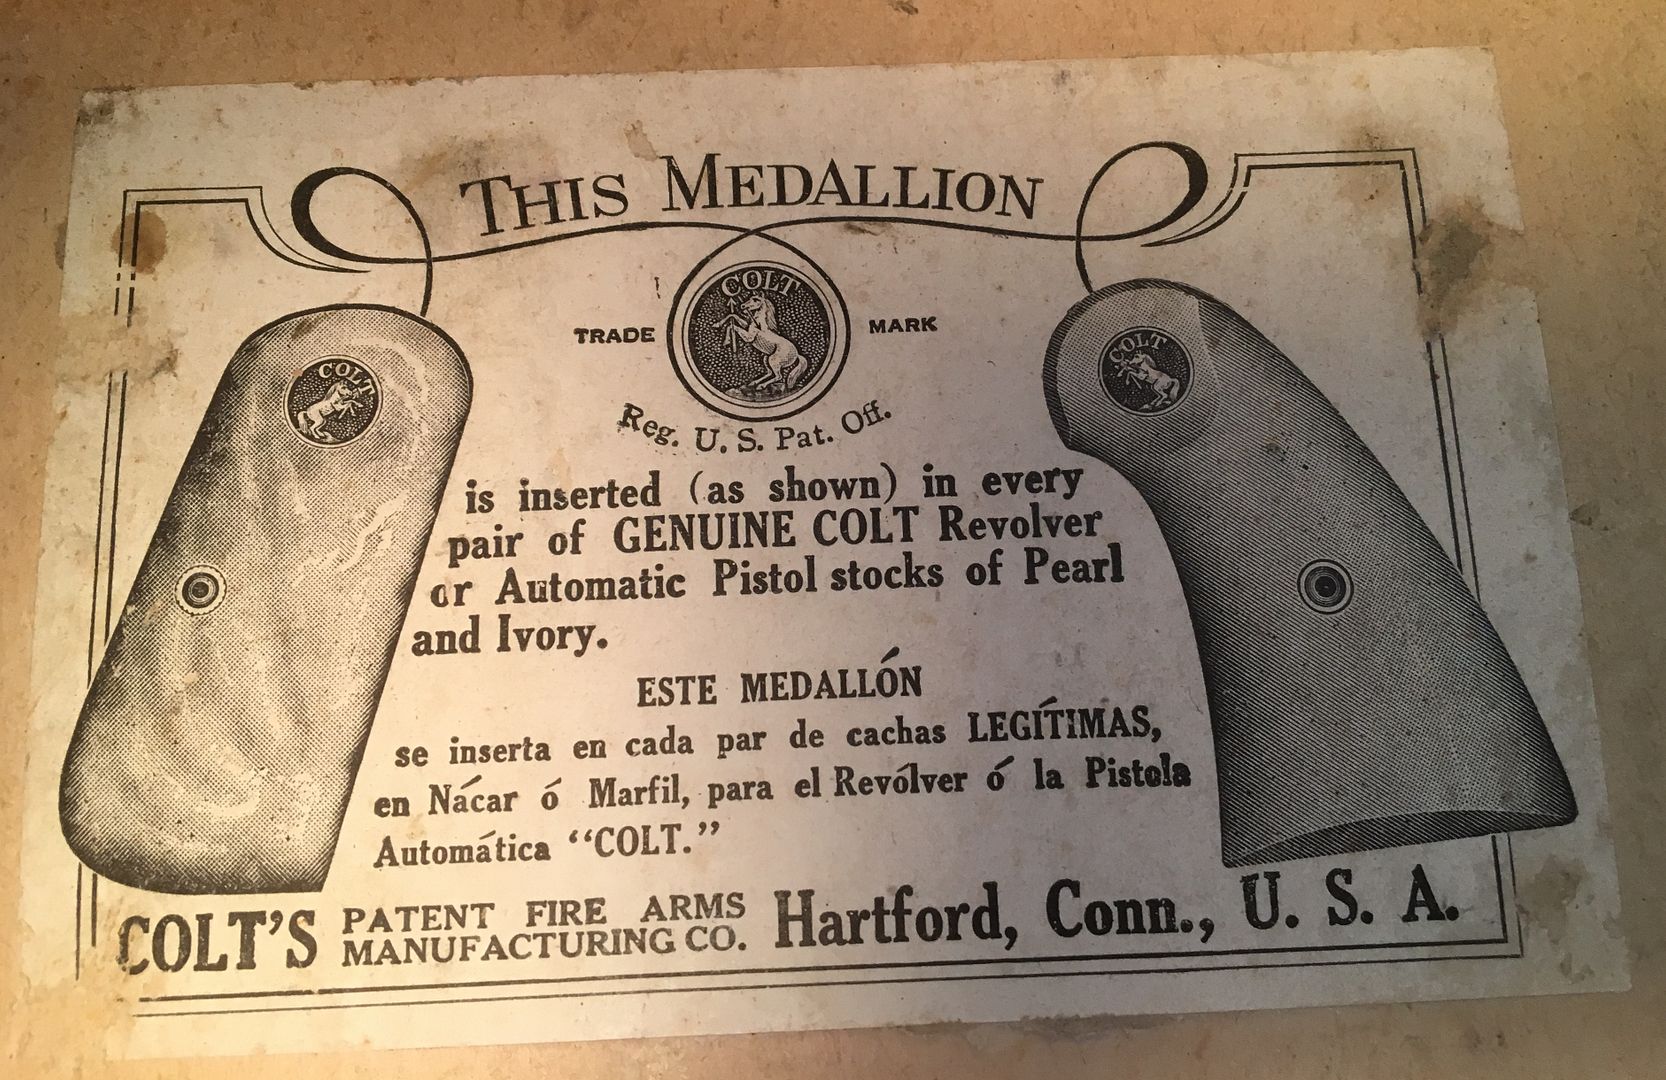 THIS MEDALLION
COLT
TRADE MARK
COLT
COLT
Reg. U. S. Pat. Off.
is inserted (as shown) in every
pair of GENUINE COLT Revolver
or Automatic Pistol stocks of Pearl
and Ivory.
ESTE MEDALLÓN
se inserta en cada par de cachas LEGÍTIMAS,
en Nácar ó Marfil, para el Revólver ó la Pistola
Automática “COLT.”
COLT'S PATENT FIRE ARMS MANUFACTURING CO. Hartford, Conn., U. S. A.